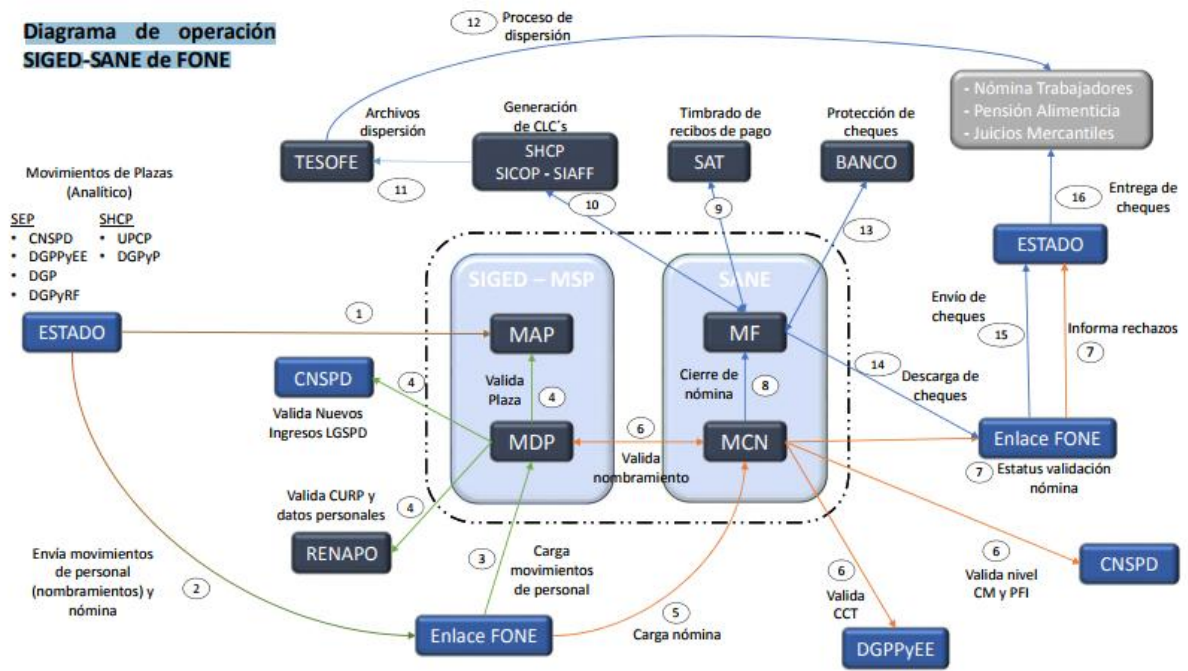 Diagrama de operación
SIGED-SANE de FONE
12
Proceso de
dispersión
- Nómina Trabajadores
- Pensión Alimenticia
- Juicios Mercantiles
Archivos
dispersión
Generación
de CLC´s
Timbrado de
recibos de pago
Protección de
cheques
TESOFE
SHCP
SICOP - SIAFF
SAT
BANCO
11
10
9
13
16
Entrega de
cheques
Movimientos de Plazas
(Analítico)
SEP
• CNSPD
• DGPPyEE
• DGP
• DGPyRF
SHCP
• UPCP
• DGPyP
ESTADO
1
SIGED – MSP
SANE
ESTADO
MAP
MF
Envío de
cheques
15
Informa rechazos
7
CNSPD
4
Valida
Plaza
4
Cierre de
nómina
8
14
Descarga de
cheques
Valida Nuevos
Ingresos LGSPD
MDP
6
Valida
nombramiento
MCN
Enlace FONE
7
Estatus validación
nómina
Valida CURP y
datos personales
4
RENAPO
Envía movimientos
de personal
(nombramientos) y
nómina
2
3
Carga
movimientos
de personal
6
Valida
CCT
6
Valida nivel
CM y PFI
CNSPD
Enlace FONE
5
Carga nómina
DGPPyEE